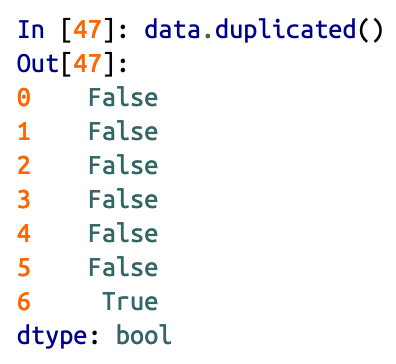 In [47]: data.duplicated()
Out[47]:
0    False
1    False
2    False
3    False
4    False
5    False
6     True
dtype: bool